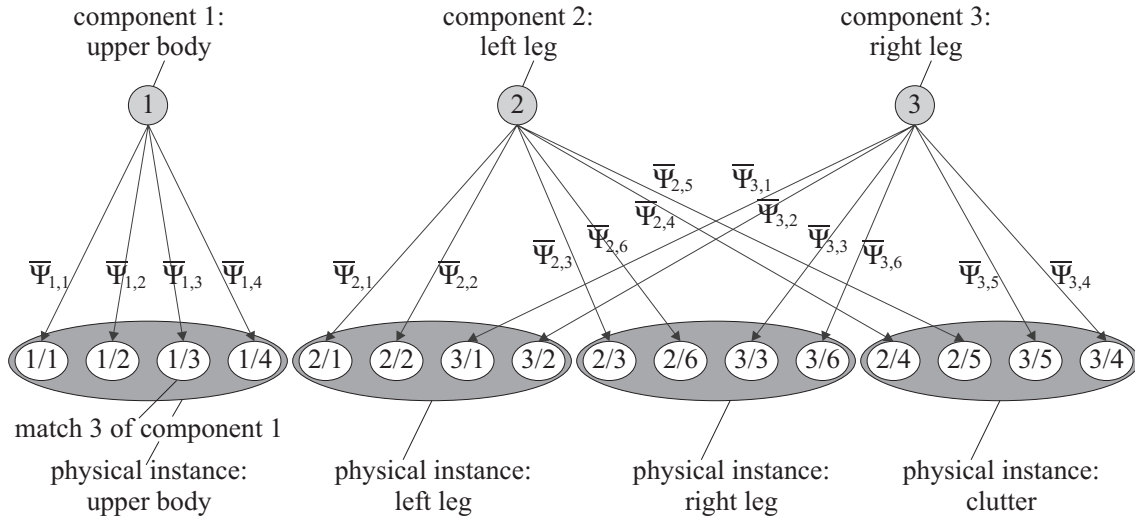 component 1:
upper body
component 2:
left leg
component 3:
right leg
1
2
3
Ψ̅1,1
Ψ̅1,2
Ψ̅1,3
Ψ̅1,4
Ψ̅2,1
Ψ̅2,2
Ψ̅2,3
Ψ̅2,6
Ψ̅2,4
Ψ̅2,5
Ψ̅3,1
Ψ̅3,2
Ψ̅3,3
Ψ̅3,6
Ψ̅3,5
Ψ̅3,4
1/1 1/2 1/3 1/4
2/1 2/2 3/1 3/2
2/3 2/6 3/3 3/6
2/4 2/5 3/5 3/4
match 3 of component 1
physical instance:
upper body
physical instance:
left leg
physical instance:
right leg
physical instance:
clutter